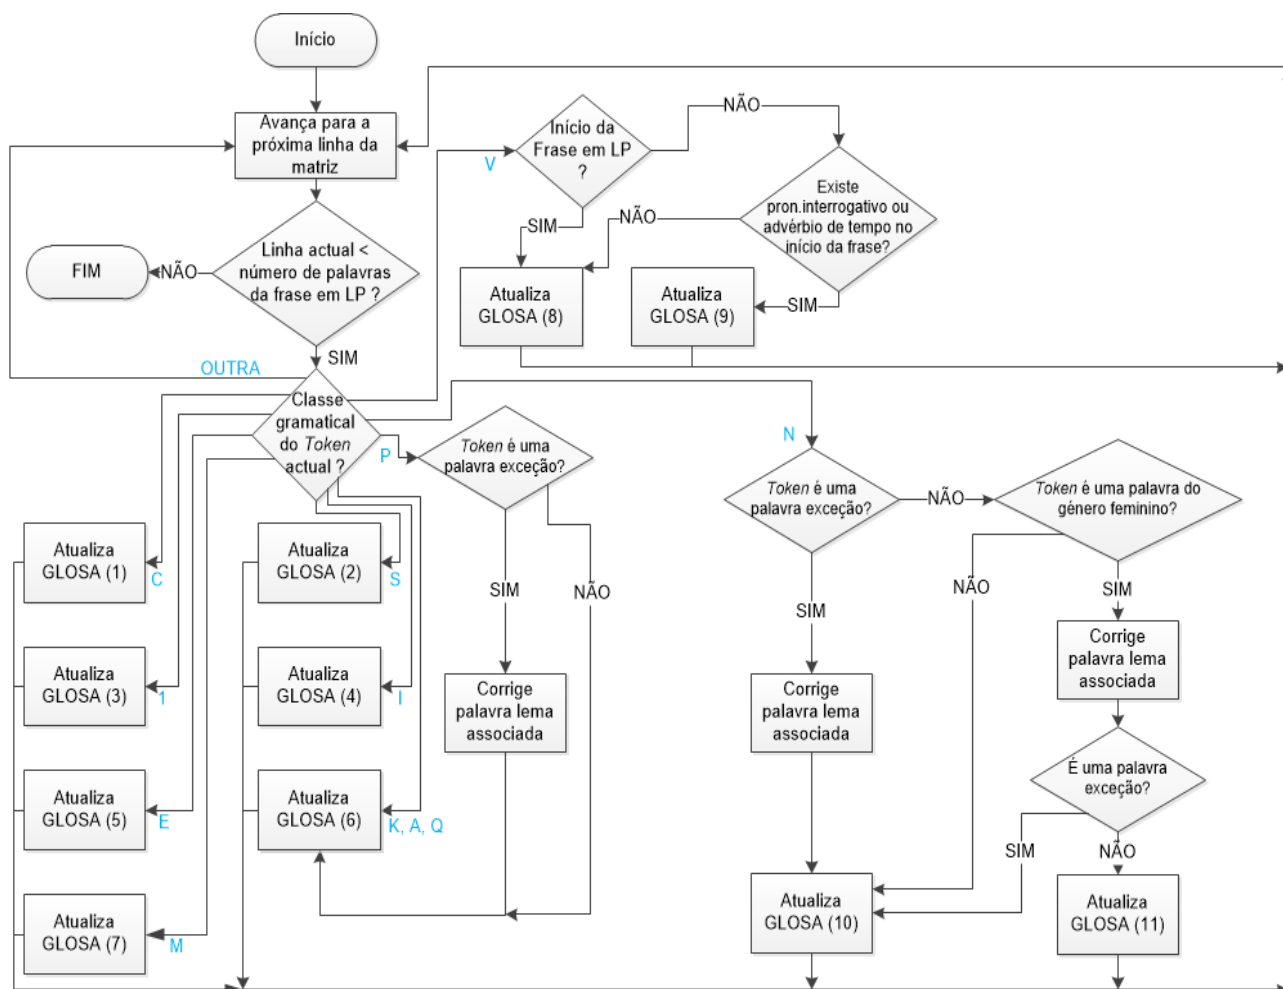 Início
Avança para a
próxima linha da
matriz
Linha actual <
número de palavras
da frase em LP ?
NÃO
FIM
SIM
OUTRA
V
Início da
Frase em LP
?
NÃO
SIM
Existe
pron.interrogativo ou
advérbio de tempo no
início da frase?
NÃO
SIM
Atualiza
GLOSA (8)
Atualiza
GLOSA (9)
Classe
gramatical
do Token
actual ?
P
Token é uma
palavra exceção?
SIM
NÃO
Corrige
palavra lema
associada
N
Token é uma
palavra exceção?
NÃO
SIM
Token é uma palavra do
género feminino?
NÃO
SIM
Corrige
palavra lema
associada
Corrige
palavra lema
associada
É uma palavra
exceção?
SIM
NÃO
Atualiza
GLOSA (10)
Atualiza
GLOSA (11)
Atualiza
GLOSA (1)
C
Atualiza
GLOSA (2)
S
Atualiza
GLOSA (3)
1
Atualiza
GLOSA (4)
I
Atualiza
GLOSA (5)
E
Atualiza
GLOSA (6)
K, A, Q
Atualiza
GLOSA (7)
M